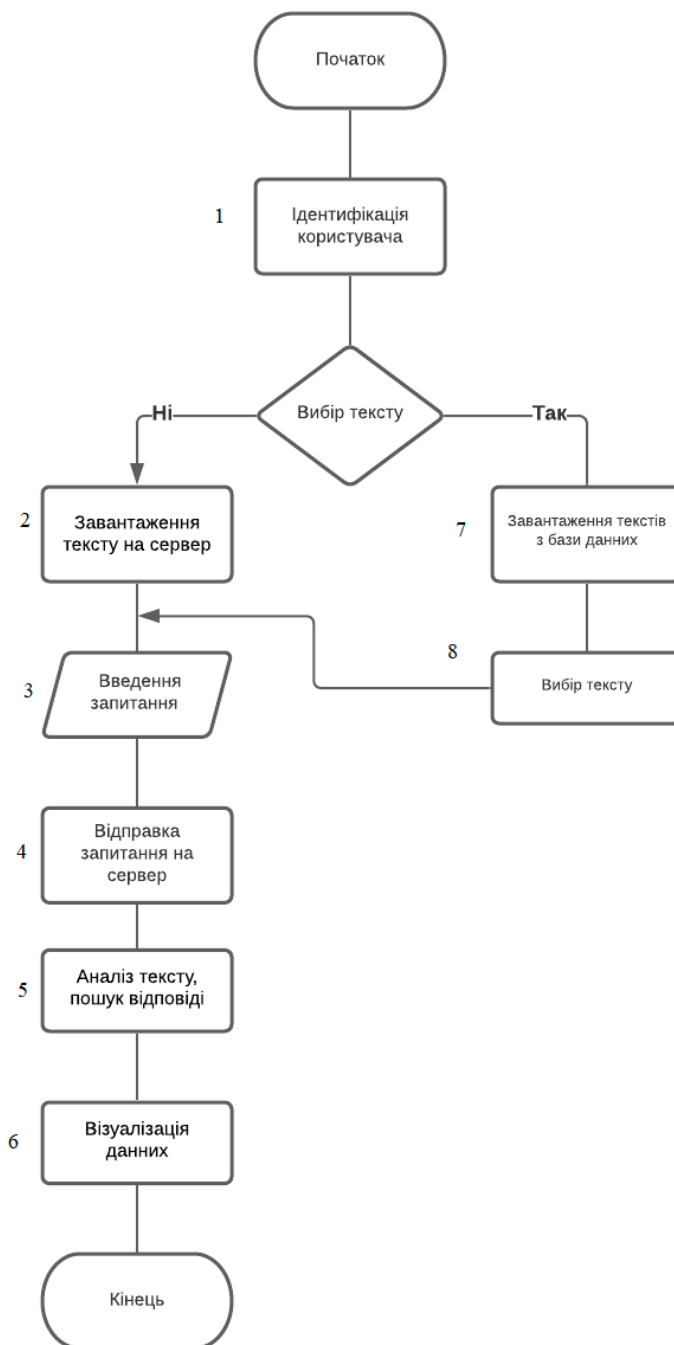 Початок
1
Ідентифікація
користувача
Вибір тексту
Ні
Так
2
Завантаження
тексту на сервер
7
Завантаження текстів
з бази данних
3
Введення
запитання
8
Вибір тексту
4
Відправка
запитання на
сервер
5
Аналіз тексту,
пошук відповіді
6
Візуалізація
данних
Кінець